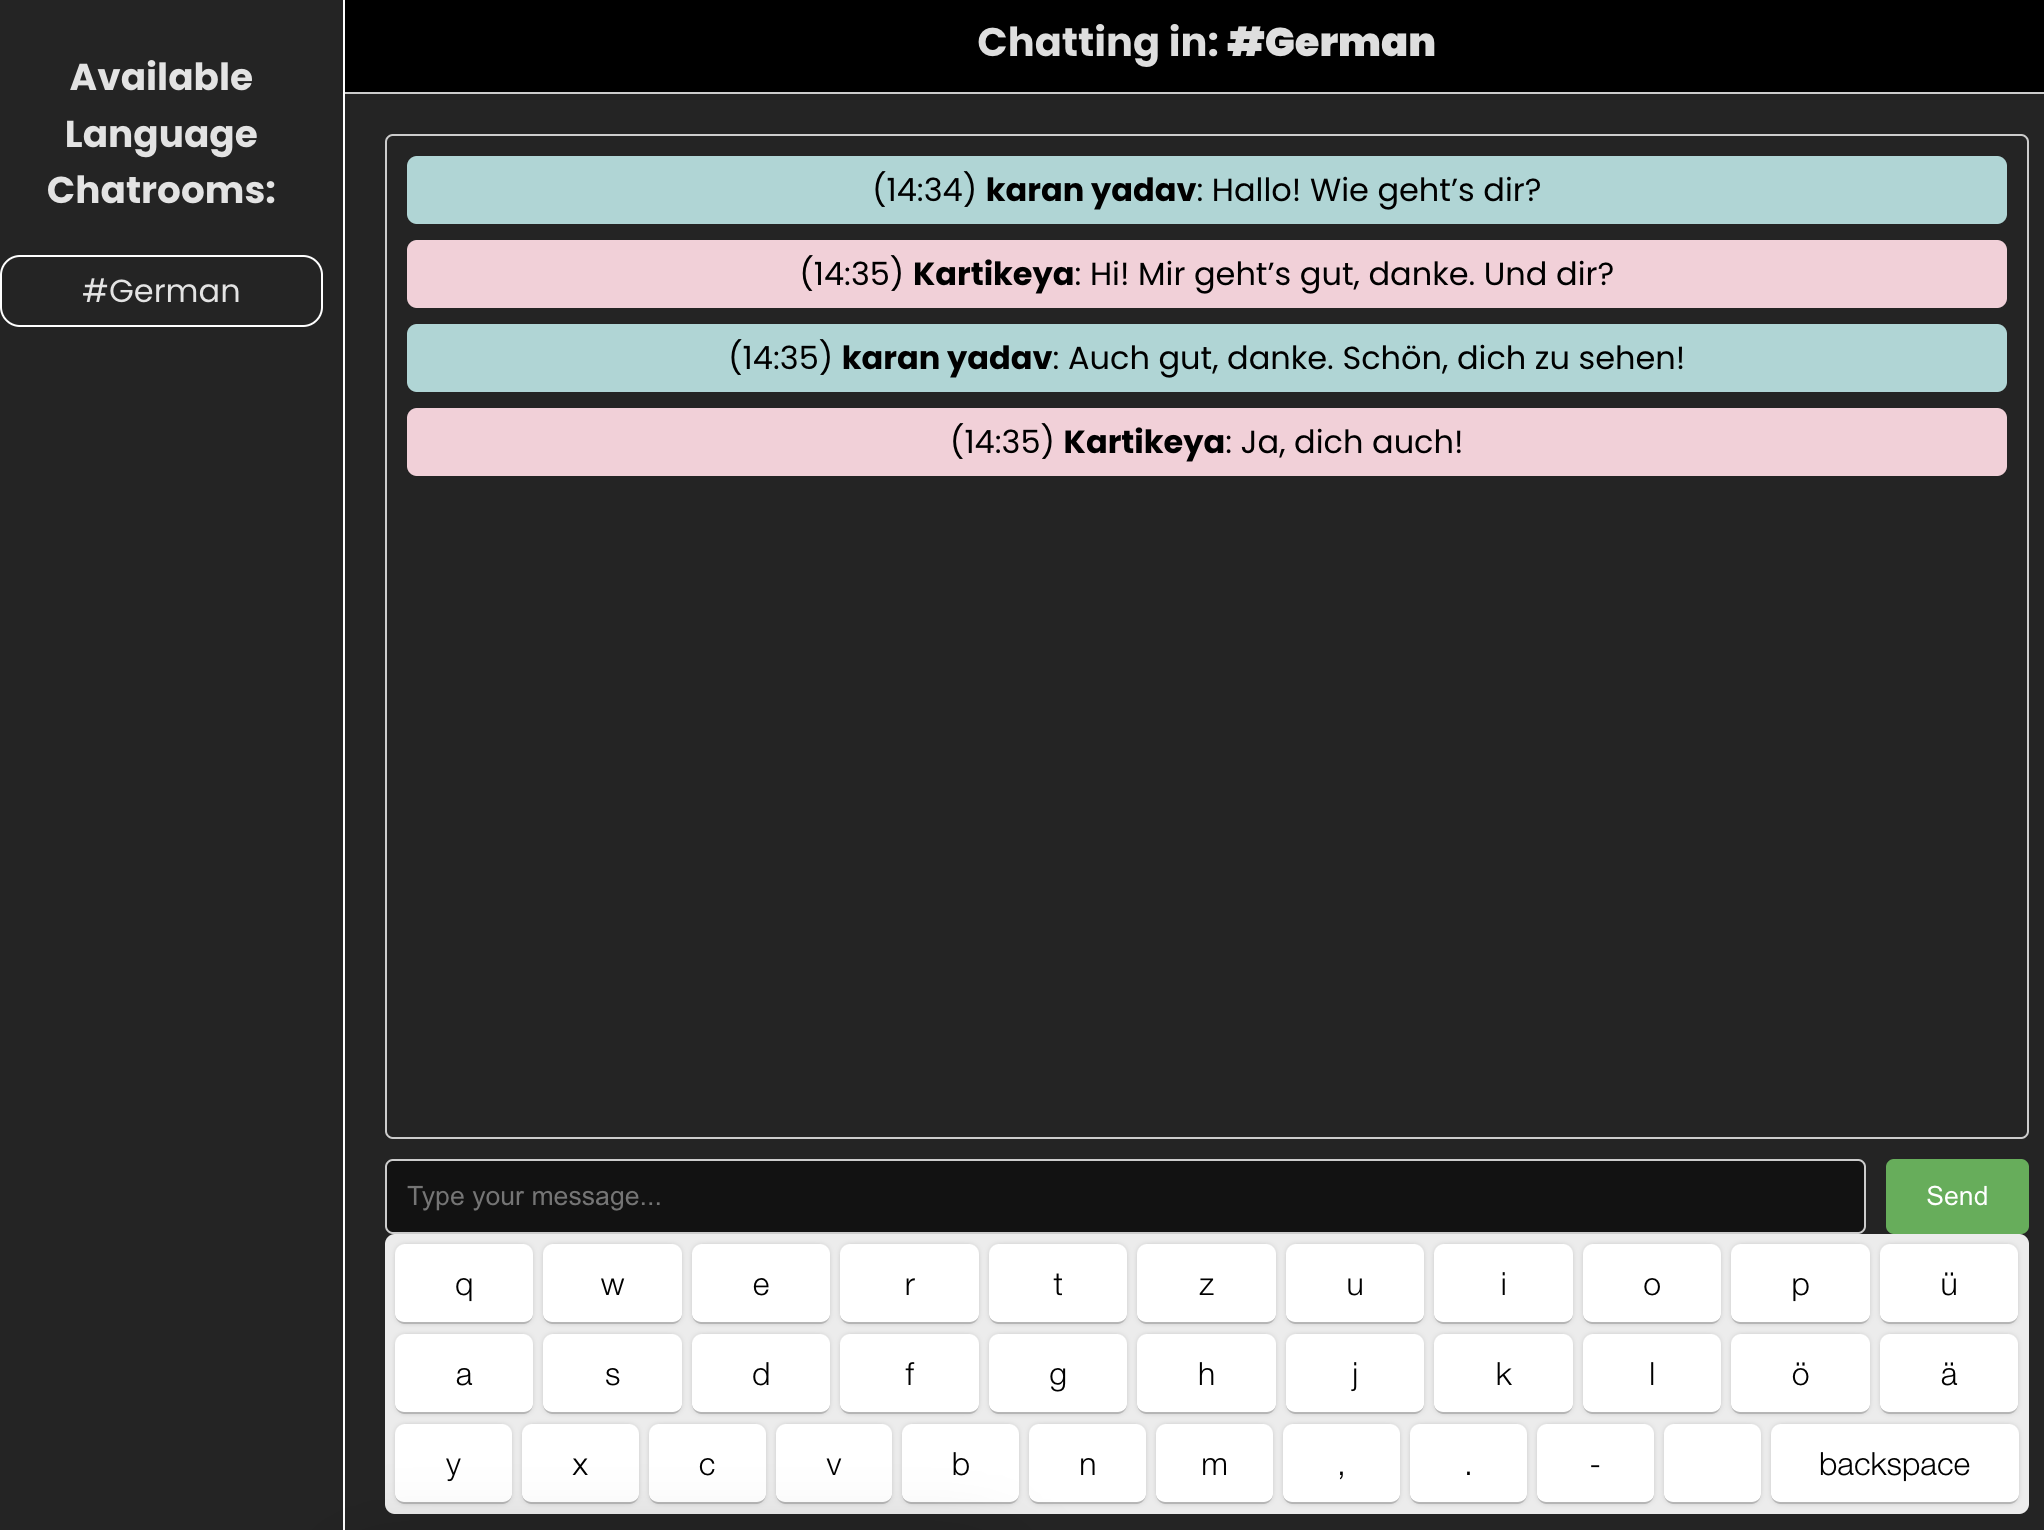 Available
Language
Chatrooms:
#German
Chatting in: #German
(14:34) karan yadav: Hallo! Wie geht’s dir?
(14:35) Kartikeya: Hi! Mir geht’s gut, danke. Und dir?
(14:35) karan yadav: Auch gut, danke. Schön, dich zu sehen!
(14:35) Kartikeya: Ja, dich auch!
Type your message...
Send
q w e r t z u i o p ü
a s d f g h j k l ö ä
y x c v b n m , . - backspace